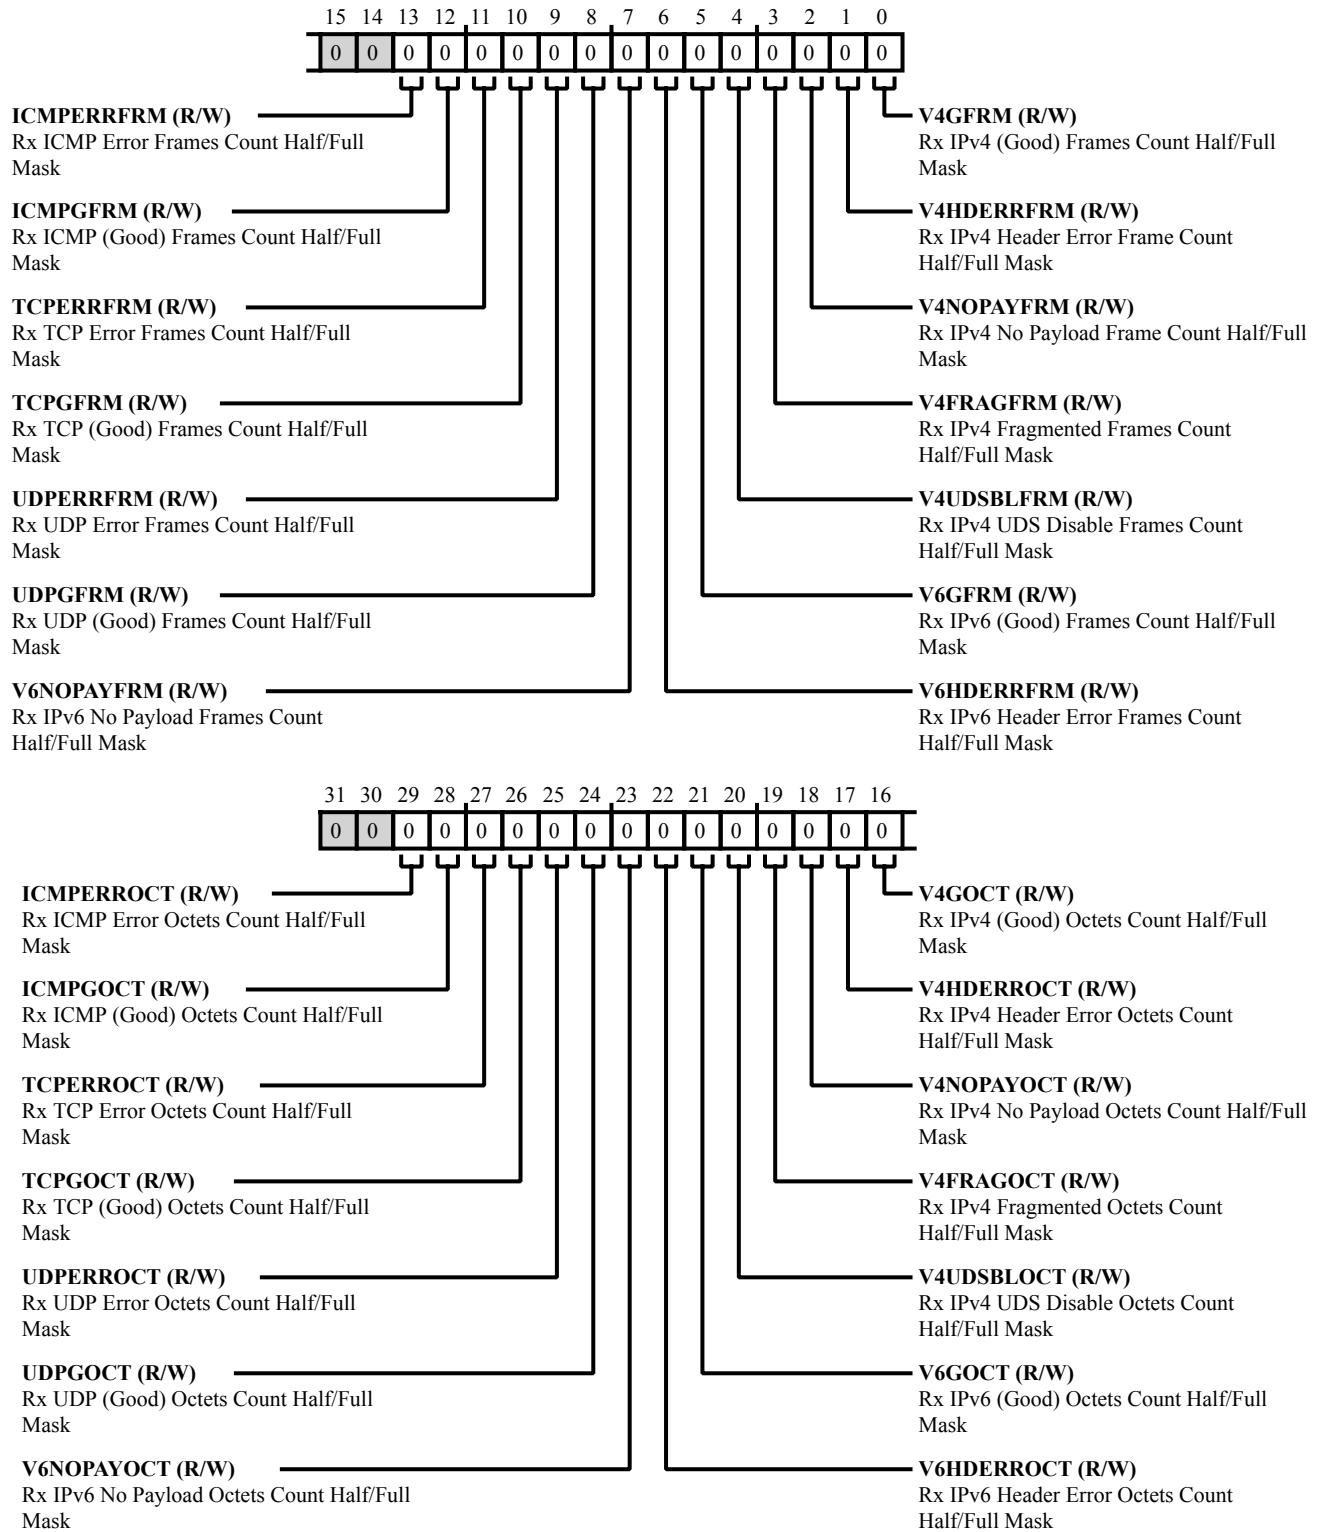 15 14 13 12 11 10 9 8 7 6 5 4 3 2 1 0
0 0 0 0 0 0 0 0 0 0 0 0 0 0 0 0
ICMPERRFRM (R/W)
Rx ICMP Error Frames Count Half/Full
Mask
ICMPGFRM (R/W)
Rx ICMP (Good) Frames Count Half/Full
Mask
TCPERRFRM (R/W)
Rx TCP Error Frames Count Half/Full
Mask
TCPGFRM (R/W)
Rx TCP (Good) Frames Count Half/Full
Mask
UDPERRFRM (R/W)
Rx UDP Error Frames Count Half/Full
Mask
UDPGFRM (R/W)
Rx UDP (Good) Frames Count Half/Full
Mask
V6NOPAYFRM (R/W)
Rx IPv6 No Payload Frames Count
Half/Full Mask
V4GFRM (R/W)
Rx IPv4 (Good) Frames Count Half/Full
Mask
V4HDERRFRM (R/W)
Rx IPv4 Header Error Frame Count
Half/Full Mask
V4NOPAYFRM (R/W)
Rx IPv4 No Payload Frame Count Half/Full
Mask
V4FRAGFRM (R/W)
Rx IPv4 Fragmented Frames Count
Half/Full Mask
V4UDSBLFRM (R/W)
Rx IPv4 UDS Disable Frames Count
Half/Full Mask
V6GFRM (R/W)
Rx IPv6 (Good) Frames Count Half/Full
Mask
V6HDERRFRM (R/W)
Rx IPv6 Header Error Frames Count
Half/Full Mask
31 30 29 28 27 26 25 24 23 22 21 20 19 18 17 16
0 0 0 0 0 0 0 0 0 0 0 0 0 0 0 0
ICMPERROCT (R/W)
Rx ICMP Error Octets Count Half/Full
Mask
ICMPGOCT (R/W)
Rx ICMP (Good) Octets Count Half/Full
Mask
TCPERROCT (R/W)
Rx TCP Error Octets Count Half/Full
Mask
TCPGOCT (R/W)
Rx TCP (Good) Octets Count Half/Full
Mask
UDPERROCT (R/W)
Rx UDP Error Octets Count Half/Full
Mask
UDPGOCT (R/W)
Rx UDP (Good) Octets Count Half/Full
Mask
V6NOPAYOCT (R/W)
Rx IPv6 No Payload Octets Count Half/Full
Mask
V4GOCT (R/W)
Rx IPv4 (Good) Octets Count Half/Full
Mask
V4HDERROCT (R/W)
Rx IPv4 Header Error Octets Count
Half/Full Mask
V4NOPAYOCT (R/W)
Rx IPv4 No Payload Octets Count Half/Full
Mask
V4FRAGOCT (R/W)
Rx IPv4 Fragmented Octets Count
Half/Full Mask
V4UDSBLOCT (R/W)
Rx IPv4 UDS Disable Octets Count
Half/Full Mask
V6GOCT (R/W)
Rx IPv6 (Good) Octets Count Half/Full
Mask
V6HDERROCT (R/W)
Rx IPv6 Header Error Octets Count
Half/Full Mask